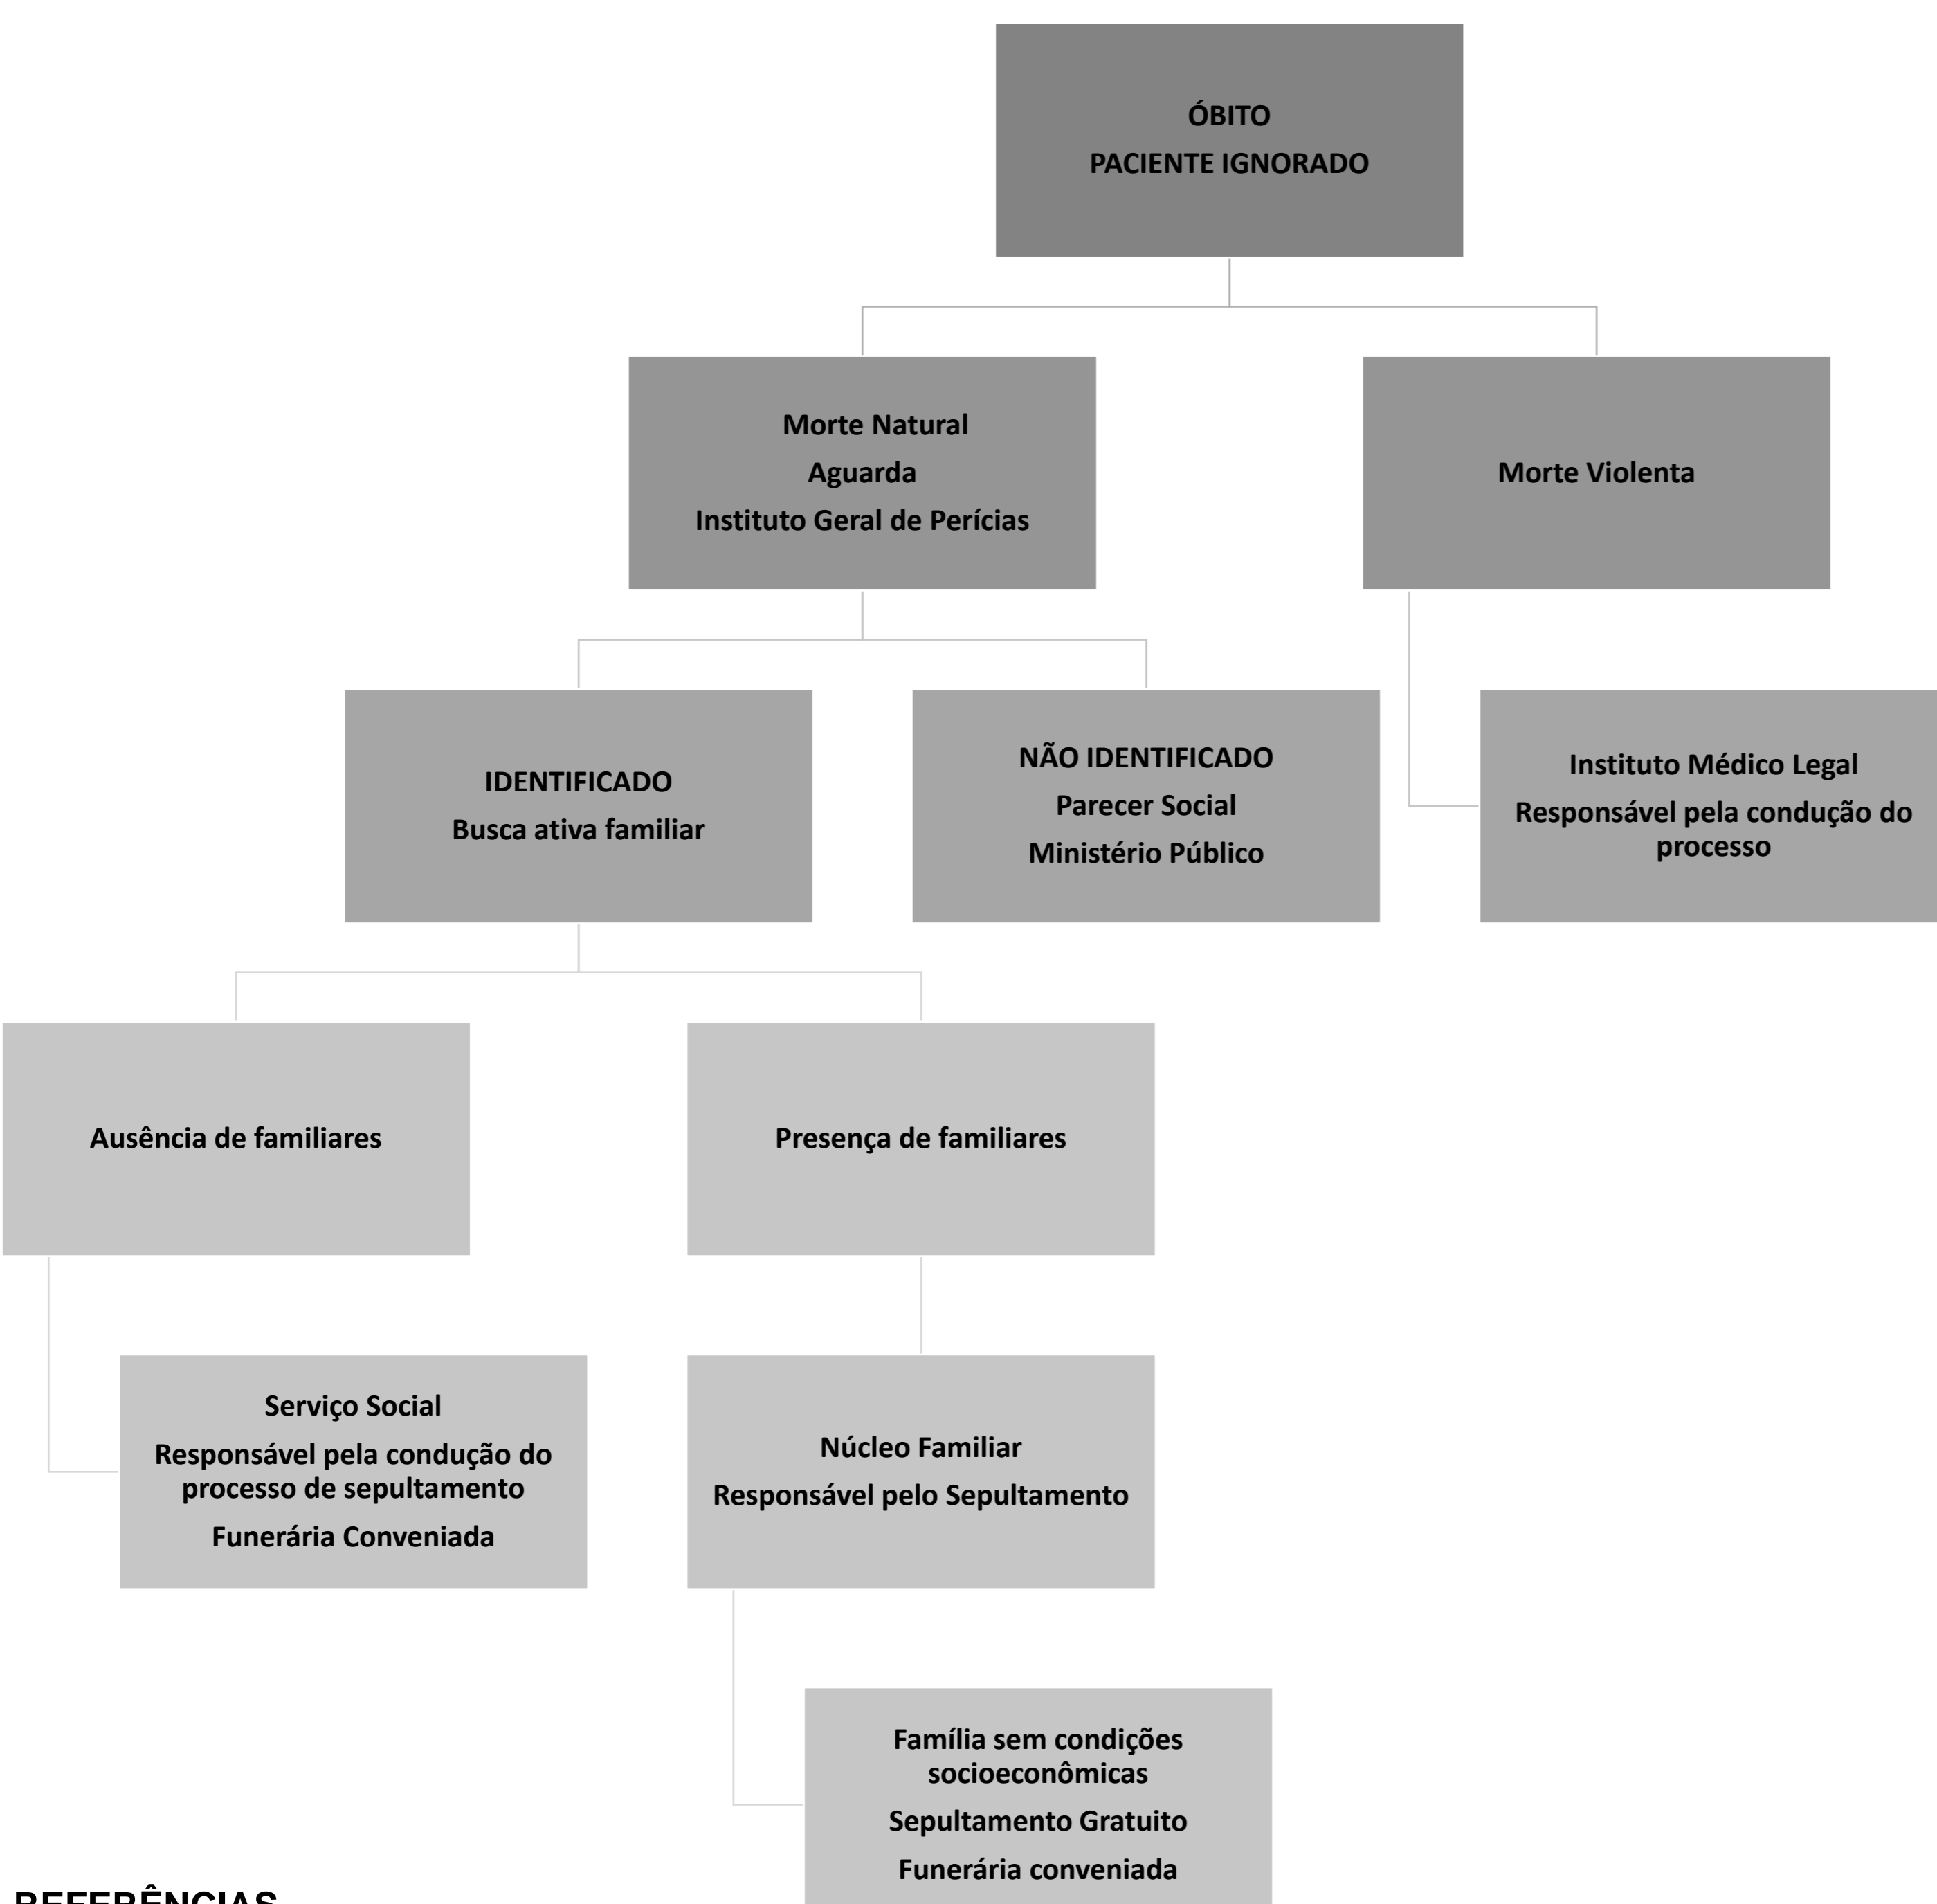 ÓBITO
PACIENTE IGNORADO
Morte Natural
Aguarda
Instituto Geral de Perícias
Morte Violenta
IDENTIFICADO
Busca ativa familiar
NÃO IDENTIFICADO
Parecer Social
Ministério Público
Instituto Médico Legal
Responsável pela condução do
processo
Ausência de familiares
Presença de familiares
Serviço Social
Responsável pela condução do
processo de sepultamento
Funerária Conveniada
Núcleo Familiar
Responsável pelo Sepultamento
Família sem condições
socioeconômicas
Sepultamento Gratuito
Funerária conveniada
REFERÊNCIAS